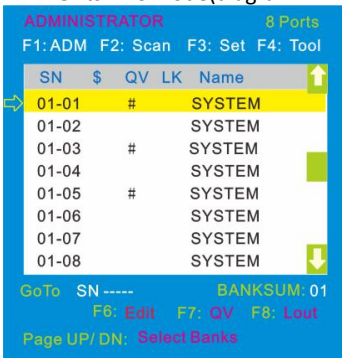 ADMINISTRATOR 8 Ports
F1: ADM F2: Scan F3: Set F4: Tool
SN $ QV LK Name
01-01 # SYSTEM
01-02 SYSTEM
01-03 # SYSTEM
01-04 SYSTEM
01-05 # SYSTEM
01-06 SYSTEM
01-07 SYSTEM
01-08 SYSTEM
GoTo SN ----- BANKSUM: 01
F6: Edit F7: QV F8: Lout
Page UP/ DN: Select Banks